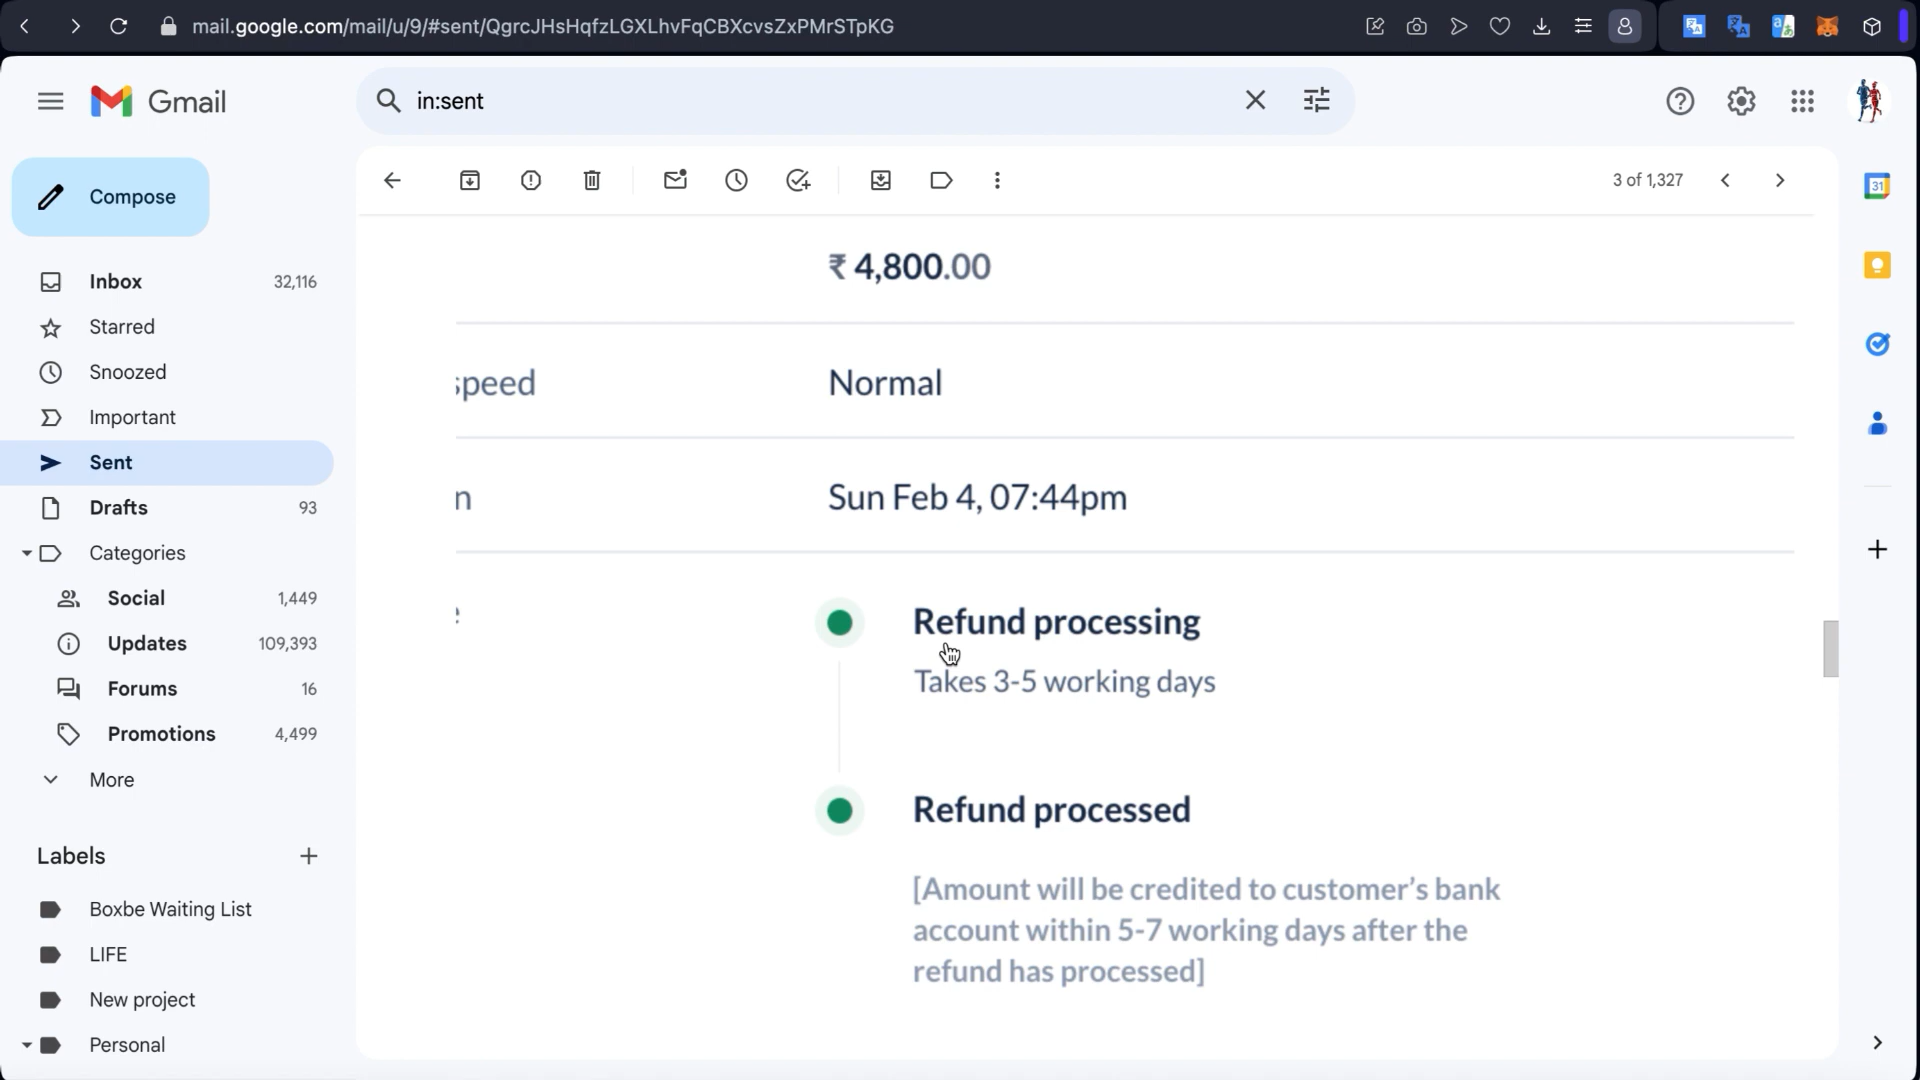 mail.google.com/mail/u/9/#sent/QgrcJHsHqfzLGXLhvFqCBXcvsZxPMrSTpKG
Gmail
in:sent
Compose
3 of 1,327
31
Inbox 32,116
Starred
Snoozed
Important
Sent
Drafts 93
Categories
Social 1,449
Updates 109,393
Forums 16
Promotions 4,499
More
Labels
Boxbe Waiting List
LIFE
New project
Personal
₹ 4,800.00
speed Normal
n Sun Feb 4, 07:44pm
Refund processing
Takes 3-5 working days
Refund processed
[Amount will be credited to customer’s bank
account within 5-7 working days after the
refund has processed]